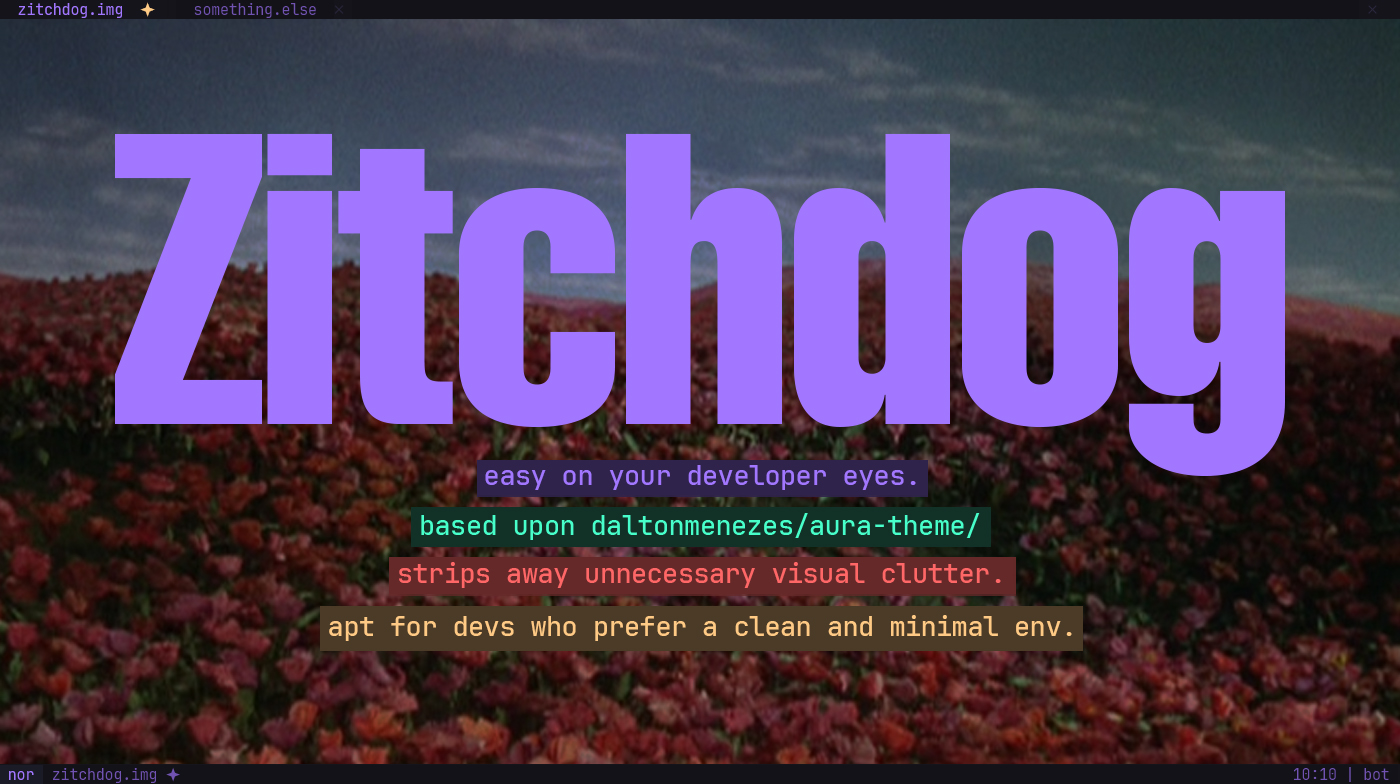 zitchdog.img ✦ something.else ×
×
Zitchdog
easy on your developer eyes.
based upon daltonmenezes/aura-theme/
strips away unnecessary visual clutter.
apt for devs who prefer a clean and minimal env.
nor zitchdog.img ✦ 10:10 | bot